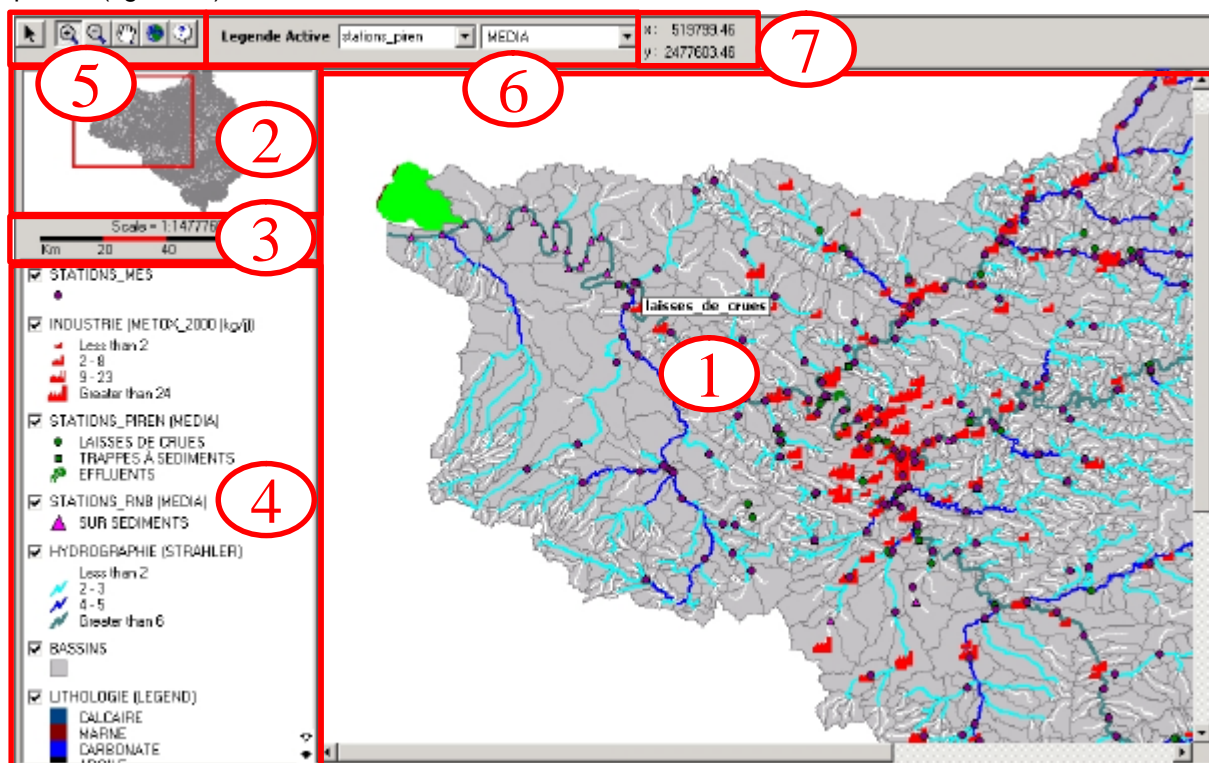 Legende Active stations_piren MEDIA
x: 519799.46
y: 2477603.46
5
6
7
2
3
Km 20 40
STATIONS_MES
INDUSTRIE (METOX_2000 (kg/j))
Less than 2
2 - 8
9 - 23
Greater than 24
STATIONS_PIREN (MEDIA)
LAISSES DE CRUES
TRAPPES À SEDIMENTS
EFFLUENTS
STATIONS_RNB (MEDIA)
SUR SEDIMENTS
4
HYDROGRAPHIE (STRAHLER)
Less than 2
2 - 3
4 - 5
Greater than 6
BASSINS
LITHOLOGIE (LEGEND)
CALCAIRE
MARNE
CARBONATE
laisses_de_crues
1